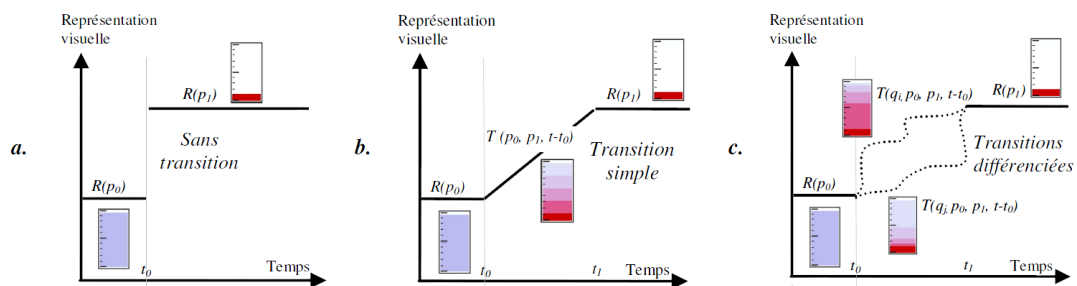 a.
Représentation
visuelle
R(p₁)
Sans
transition
R(p₀)
t₀
Temps
b.
Représentation
visuelle
R(p₁)
T (p₀, p₁, t-t₀)
Transition
simple
R(p₀)
t₀
t₁
Temps
c.
Représentation
visuelle
T(qᵢ, p₀, p₁, t-t₀)
R(p₁)
Transitions
différenciées
R(p₀)
T(qⱼ, p₀, p₁, t-t₀)
t₀
t₁
Temps